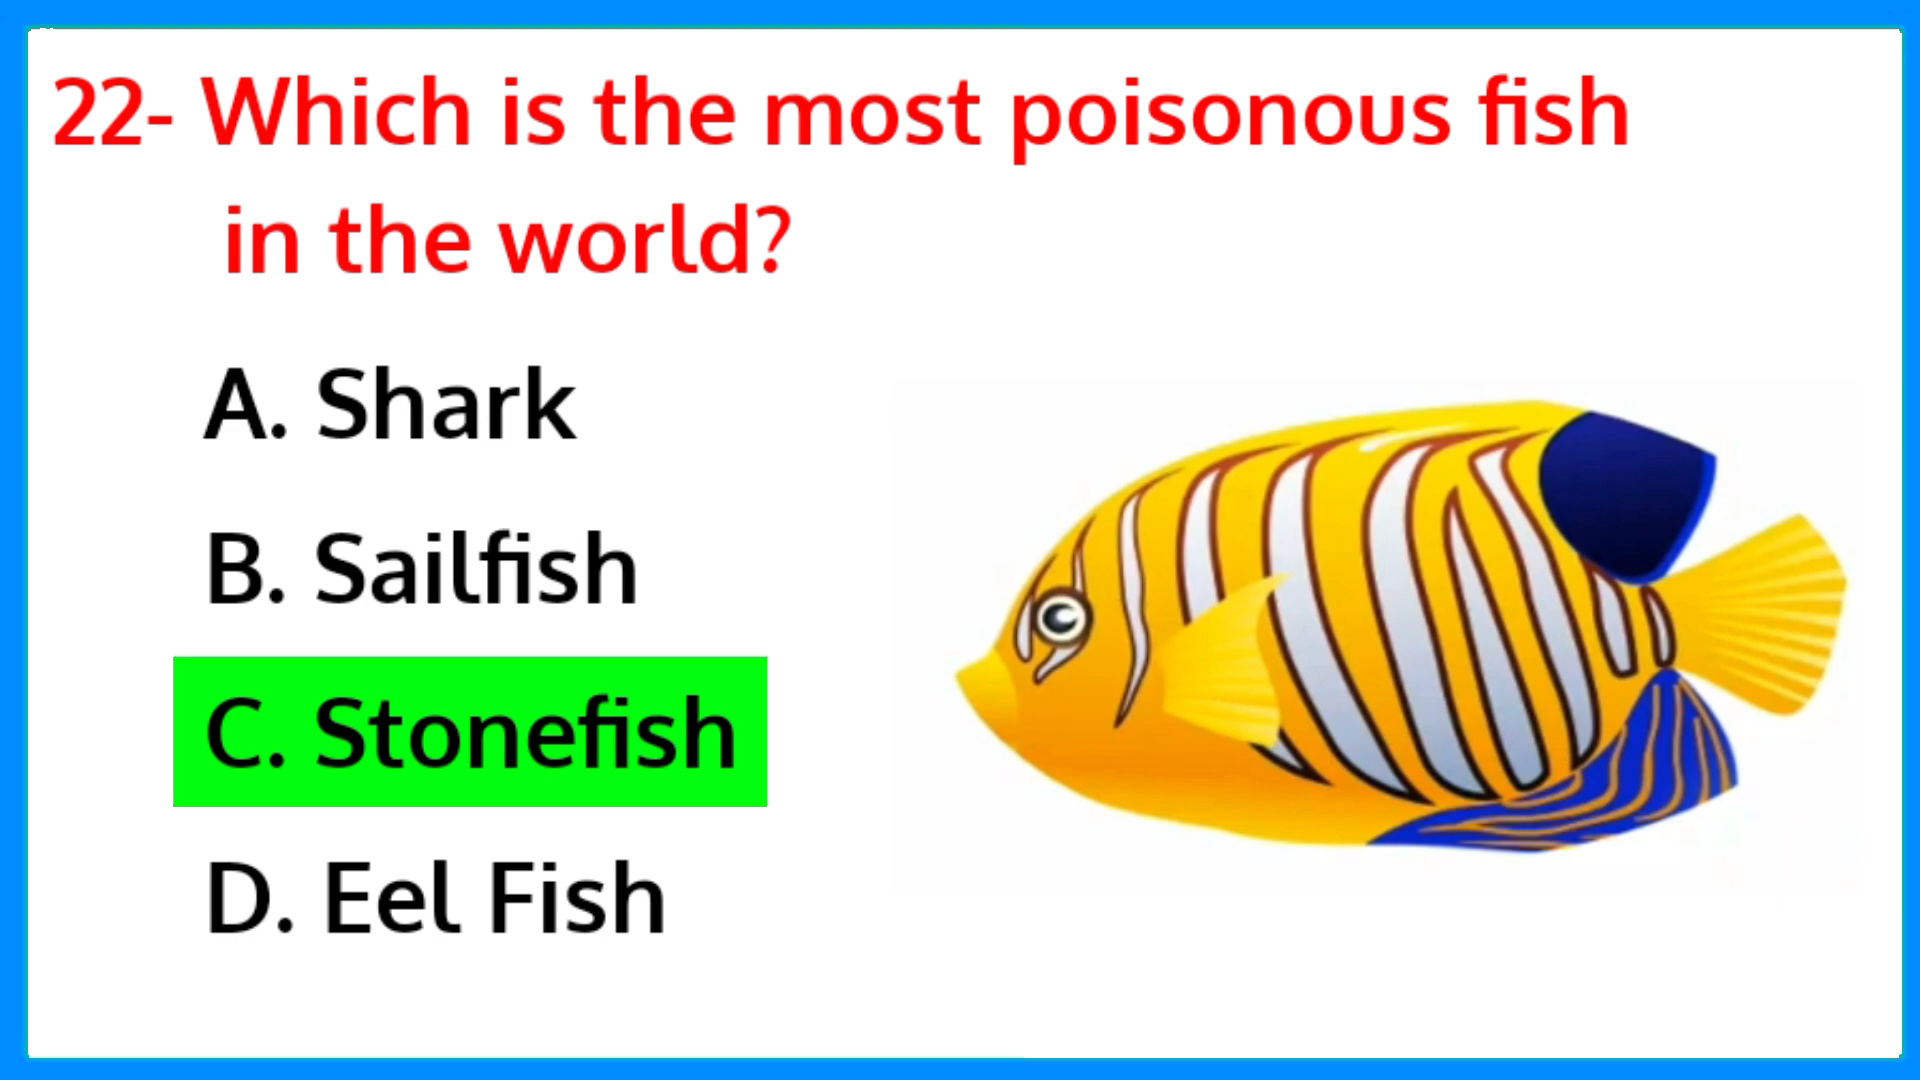 22- Which is the most poisonous fish
in the world?
A. Shark
B. Sailfish
C. Stonefish
D. Eel Fish